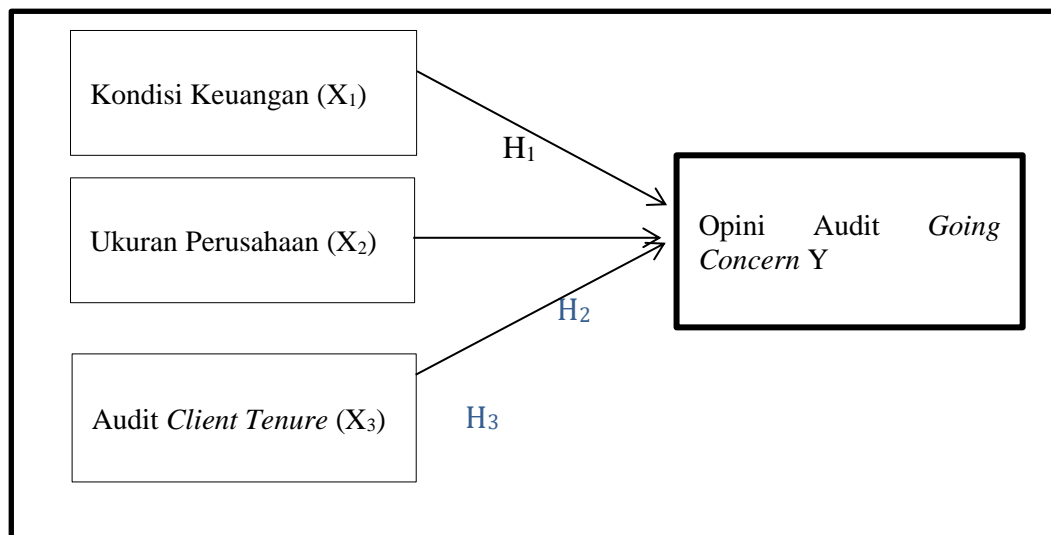 Kondisi Keuangan (X₁)
H₁
Ukuran Perusahaan (X₂)
Opini Audit Going
Concern Y
H₂
Audit Client Tenure (X₃)
H₃